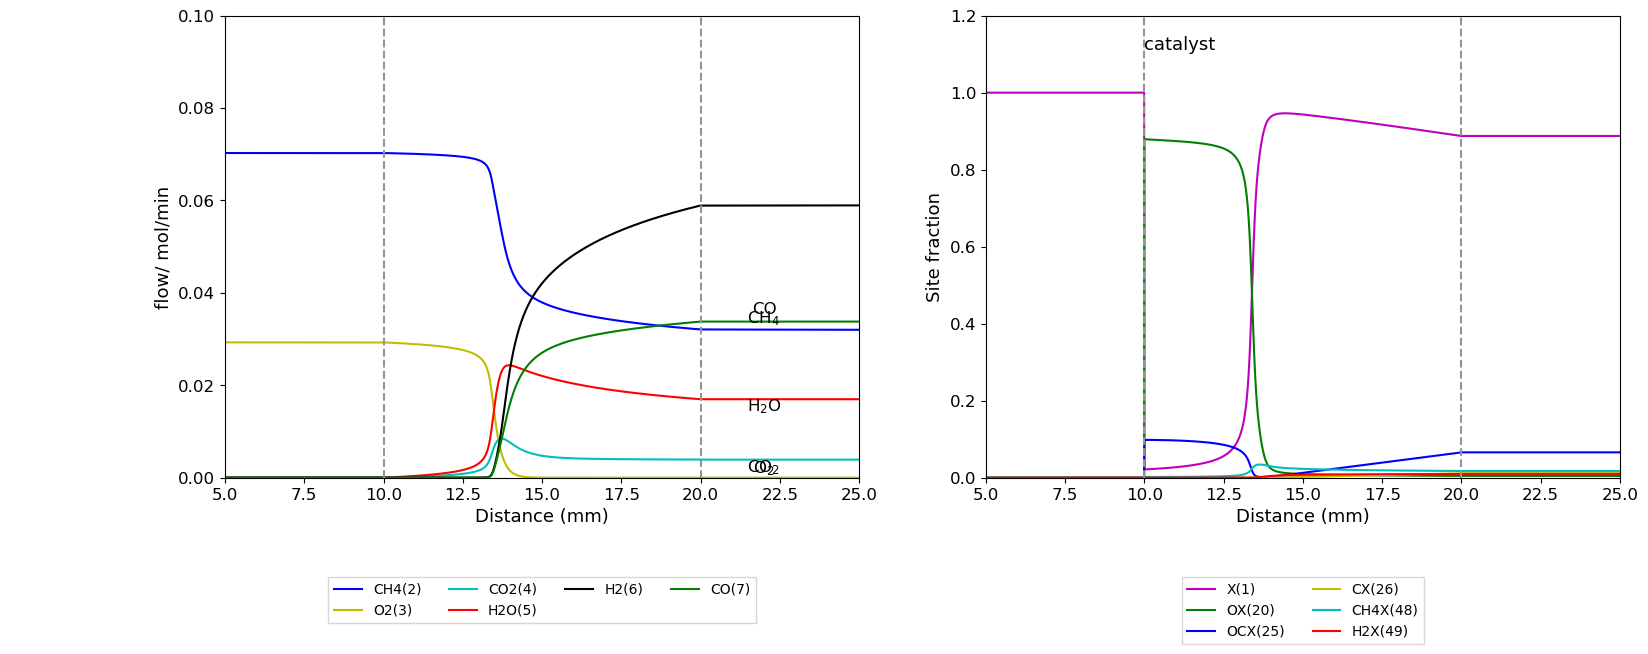 0.10
0.08
0.06
0.04
0.02
0.00
flow/ mol/min
CO
CH₄
H₂O
CO₂
O₂
5.0 7.5 10.0 12.5 15.0 17.5 20.0 22.5 25.0
Distance (mm)
CH4(2) CO2(4) H2(6) CO(7)
O2(3) H2O(5)
1.2
1.0
0.8
0.6
0.4
0.2
0.0
Site fraction
catalyst
5.0 7.5 10.0 12.5 15.0 17.5 20.0 22.5 25.0
Distance (mm)
X(1) CX(26)
OX(20) CH4X(48)
OCX(25) H2X(49)